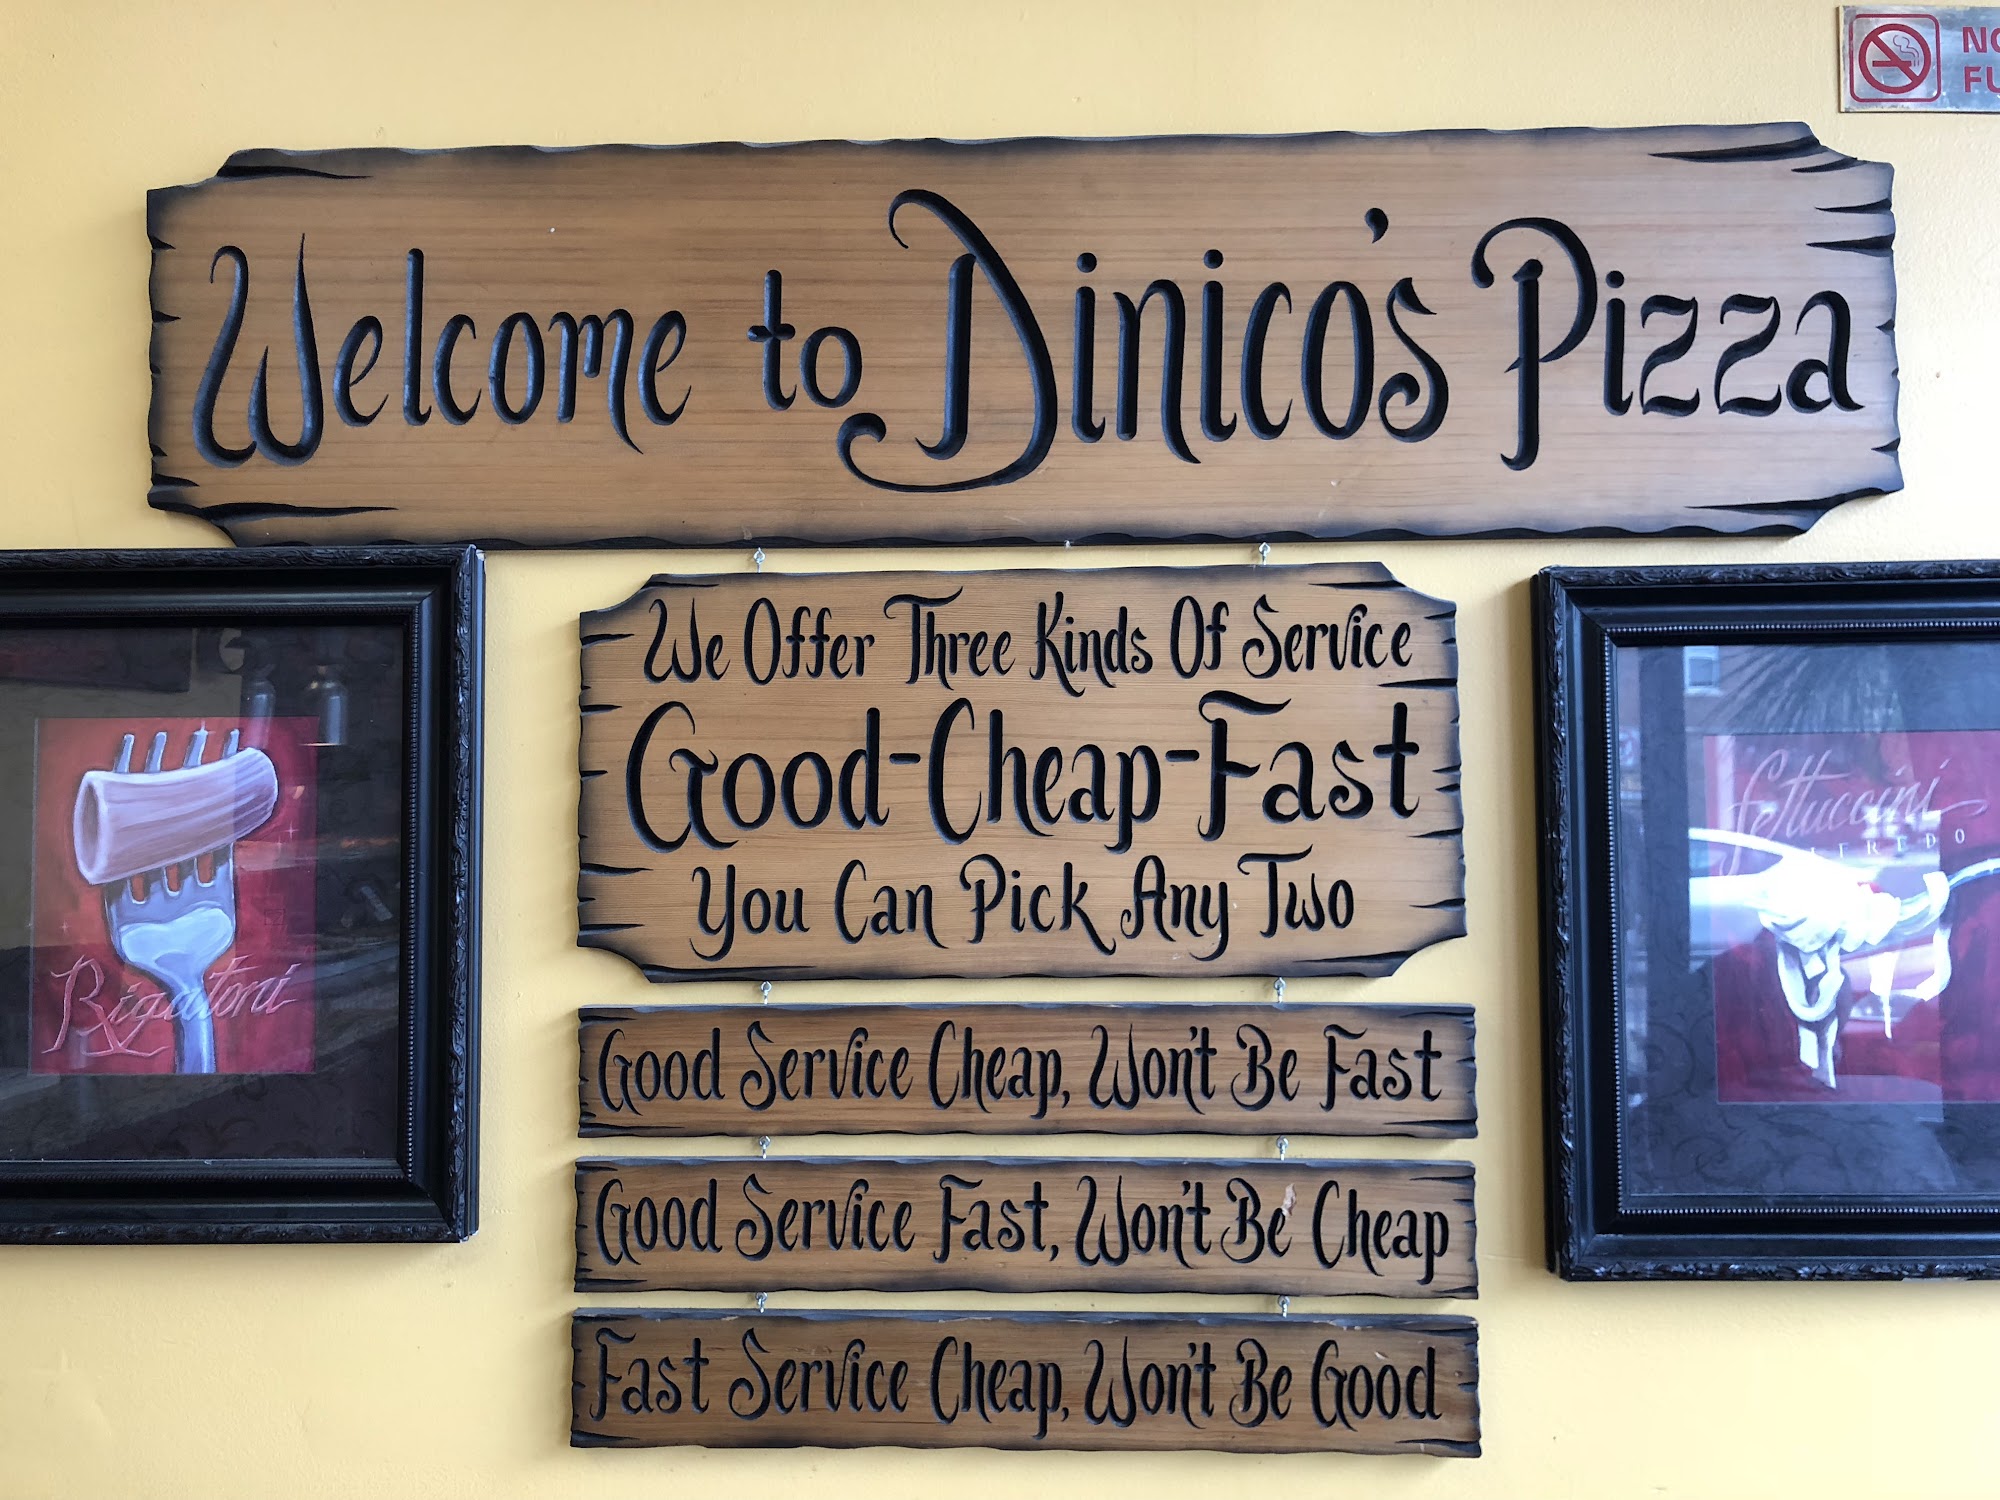 Welcome to Dinico's Pizza
We Offer Three Kinds Of Service
Good-Cheap-Fast
You Can Pick Any Two
Good Service Cheap, Won't Be Fast
Good Service Fast, Won't Be Cheap
Fast Service Cheap, Won't Be Good
Rigatoni
fettuccini